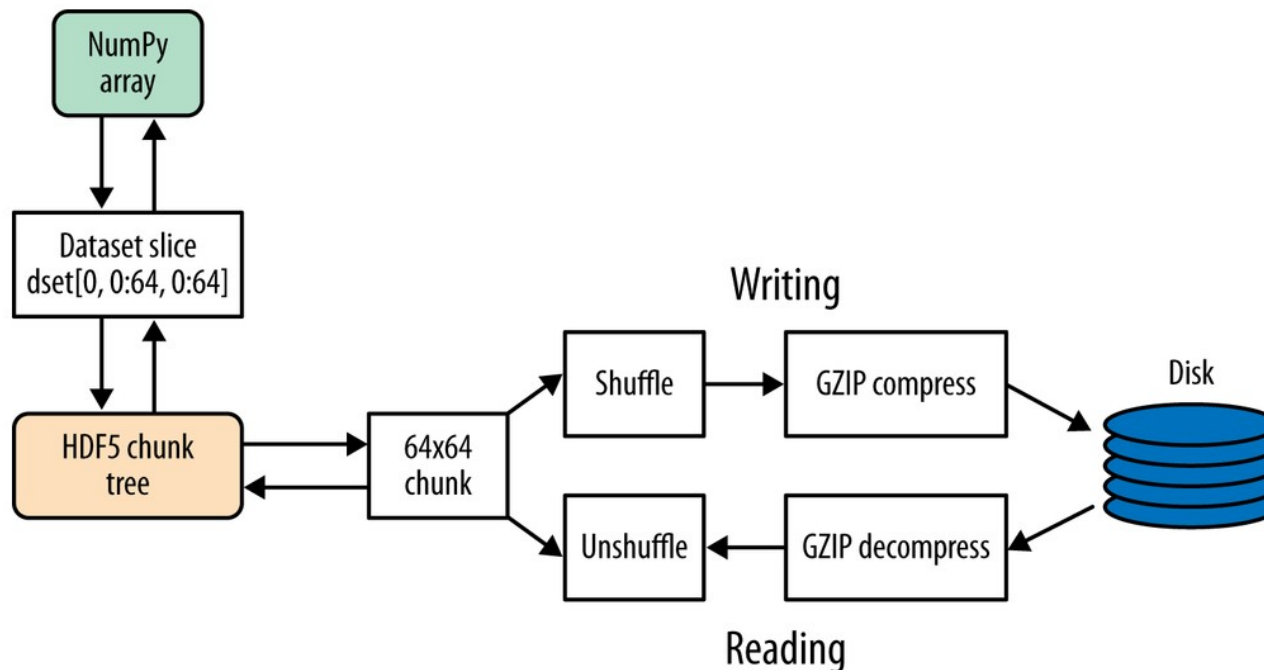 NumPy
array
Dataset slice
dset[0, 0:64, 0:64]
HDF5 chunk
tree
64x64
chunk
Writing
Shuffle
GZIP compress
Disk
Unshuffle
GZIP decompress
Reading